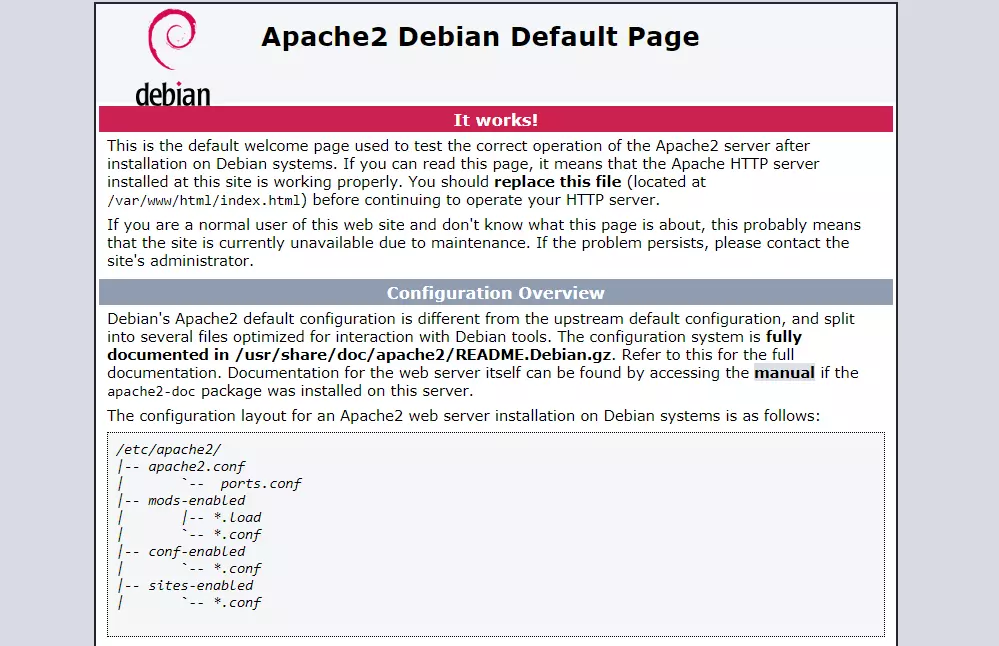 Apache2 Debian Default Page
debian
It works!
This is the default welcome page used to test the correct operation of the Apache2 server after
installation on Debian systems. If you can read this page, it means that the Apache HTTP server
installed at this site is working properly. You should replace this file (located at
/var/www/html/index.html) before continuing to operate your HTTP server.
If you are a normal user of this web site and don't know what this page is about, this probably means
that the site is currently unavailable due to maintenance. If the problem persists, please contact the
site's administrator.
Configuration Overview
Debian's Apache2 default configuration is different from the upstream default configuration, and split
into several files optimized for interaction with Debian tools. The configuration system is fully
documented in /usr/share/doc/apache2/README.Debian.gz. Refer to this for the full
documentation. Documentation for the web server itself can be found by accessing the manual if the
apache2-doc package was installed on this server.
The configuration layout for an Apache2 web server installation on Debian systems is as follows:
/etc/apache2/
|-- apache2.conf
|       `--  ports.conf
|-- mods-enabled
|       |-- *.load
|       `-- *.conf
|-- conf-enabled
|       `-- *.conf
|-- sites-enabled
|       `-- *.conf